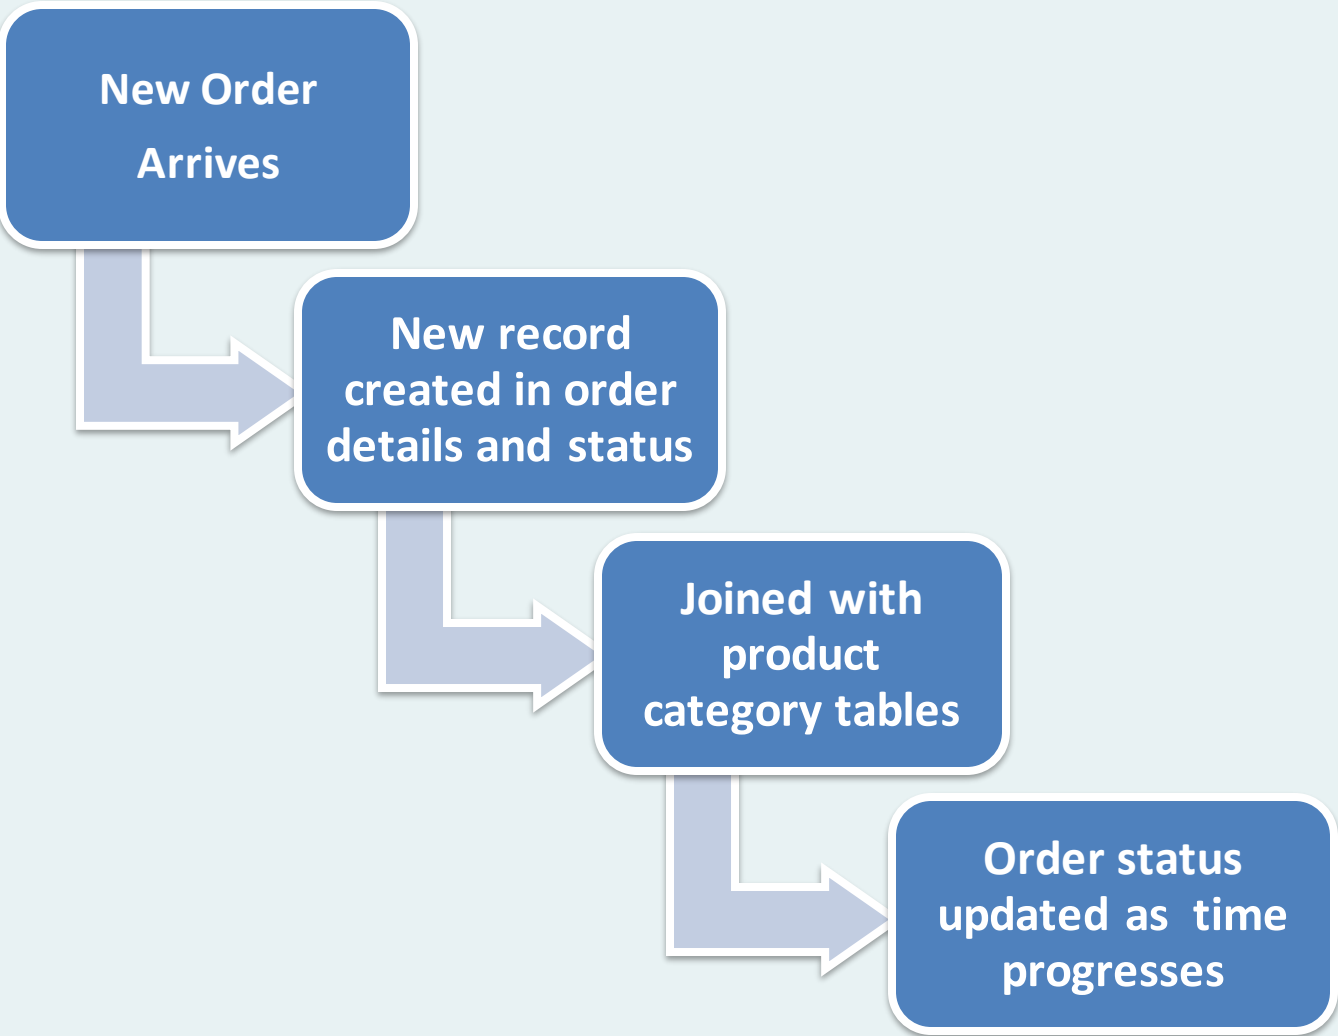 New Order
Arrives
New record
created in order
details and status
Joined with
product
category tables
Order status
updated as time
progresses